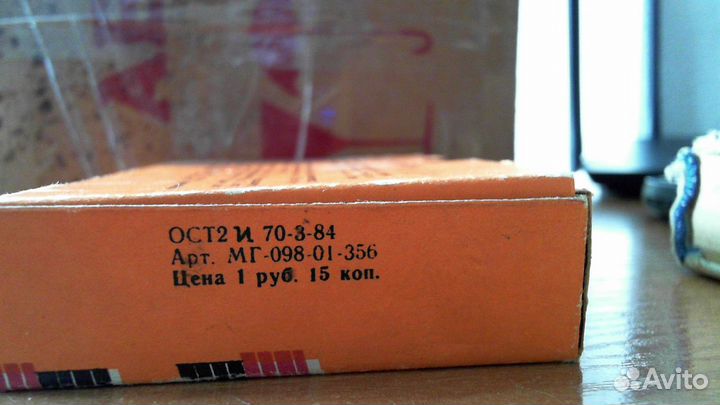 ОСТ2 И 70-3-84
Арт. МГ-098-01-356
Цена 1 руб. 15 коп.
Avito